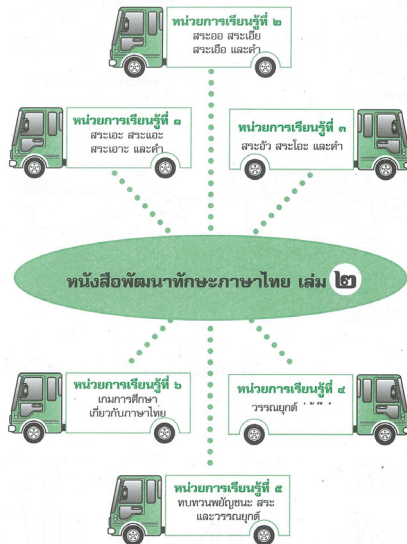 หน่วยการเรียนรู้ที่ ๒
สระออ สระเอีย
สระเอือ และคำ
หน่วยการเรียนรู้ที่ ๑
สระเอะ สระแอะ
สระเอาะ และคำ
หน่วยการเรียนรู้ที่ ๓
สระอัว สระโอะ และคำ
หนังสือพัฒนาทักษะภาษาไทย เล่ม ๒
หน่วยการเรียนรู้ที่ ๖
เกมการศึกษา
เกี่ยวกับภาษาไทย
หน่วยการเรียนรู้ที่ ๔
วรรณยุกต์ ่ ้ ๊ ๋
หน่วยการเรียนรู้ที่ ๕
ทบทวนพยัญชนะ สระ
และวรรณยุกต์